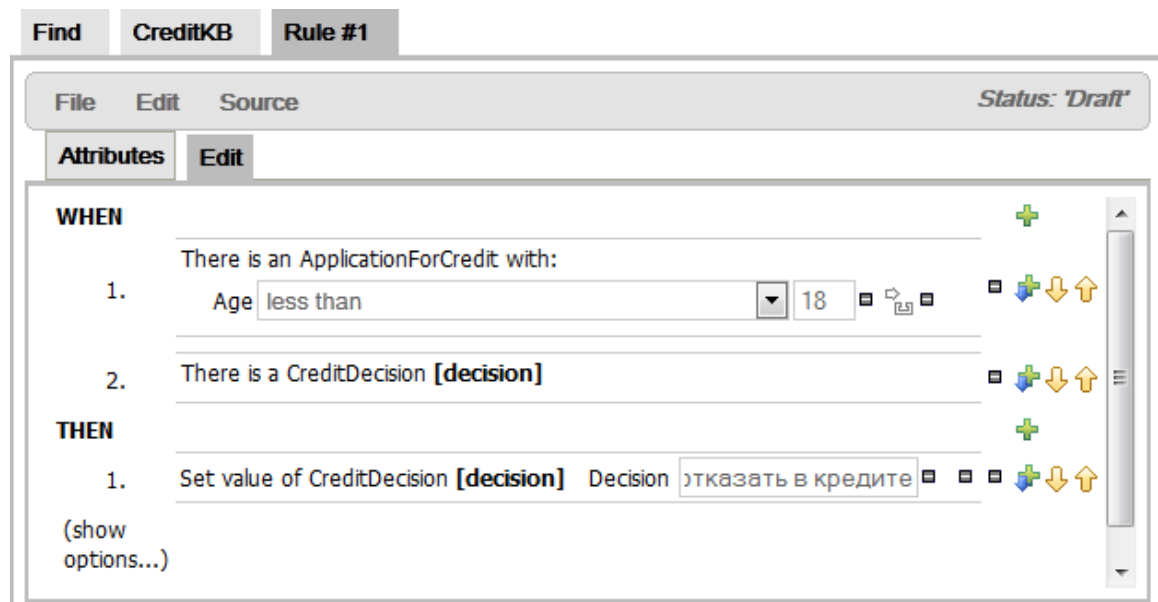 Find CreditKB Rule #1
File Edit Source Status: 'Draft'
Attributes Edit
WHEN
There is an ApplicationForCredit with:
1.
Age less than 18
2. There is a CreditDecision [decision]
THEN
1. Set value of CreditDecision [decision] Decision отказать в кредите
(show
options...)